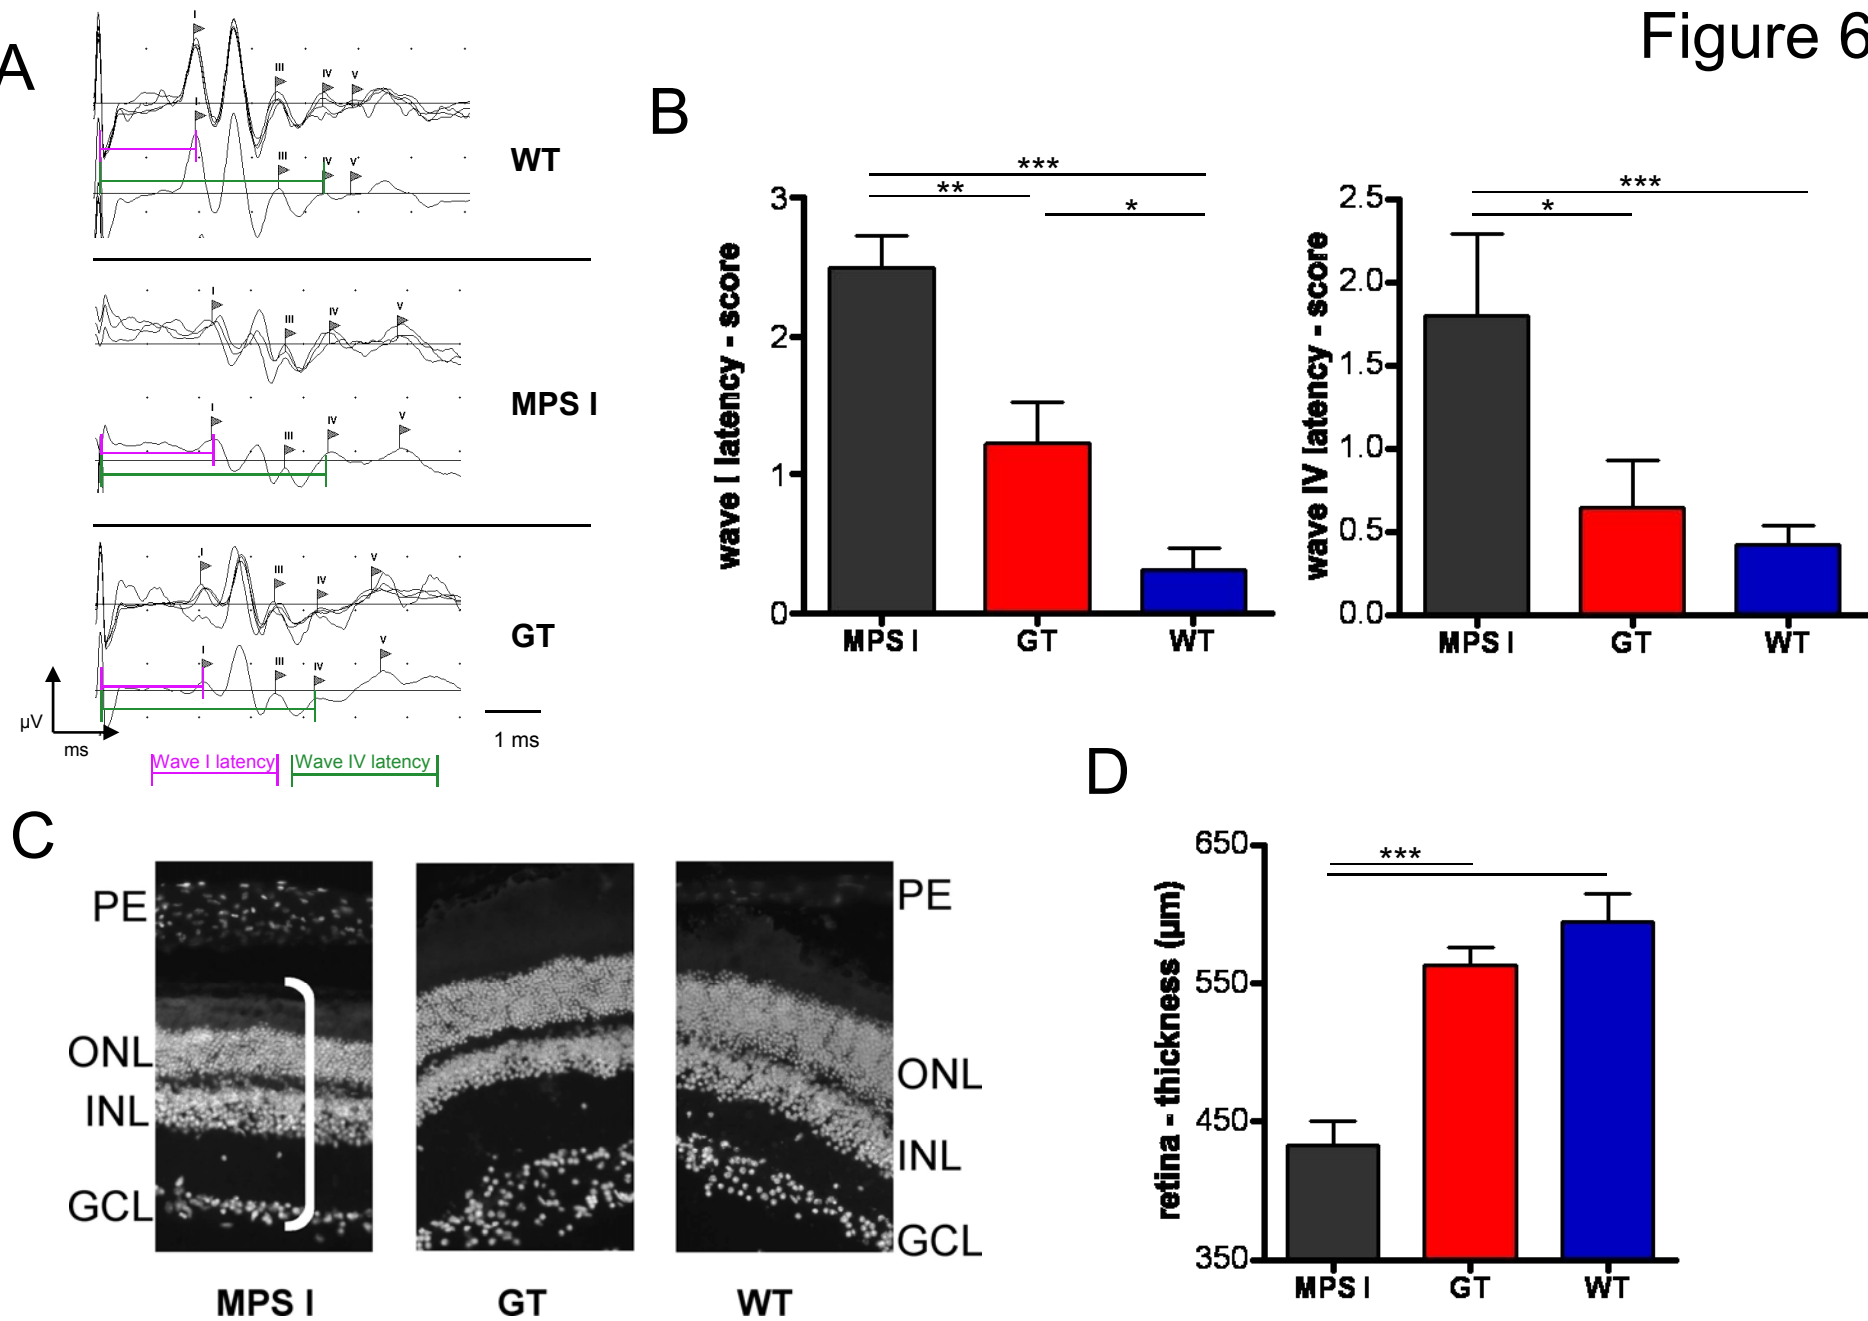 Figure 6
A
I
III
IV
V
I
III
IV
V
WT
I
III
IV
V
I
III
IV
V
MPS I
I
III
IV
V
I
III
IV
V
GT
µV
ms
1 ms
Wave I latency
Wave IV latency
B
***
**
*
wave I latency - score
3
2
1
0
MPS I
GT
WT
***
*
wave IV latency - score
2.5
2.0
1.5
1.0
0.5
0.0
MPS I
GT
WT
C
PE
ONL
INL
GCL
PE
ONL
INL
GCL
MPS I
GT
WT
D
***
retina - thickness (µm)
650
550
450
350
MPS I
GT
WT